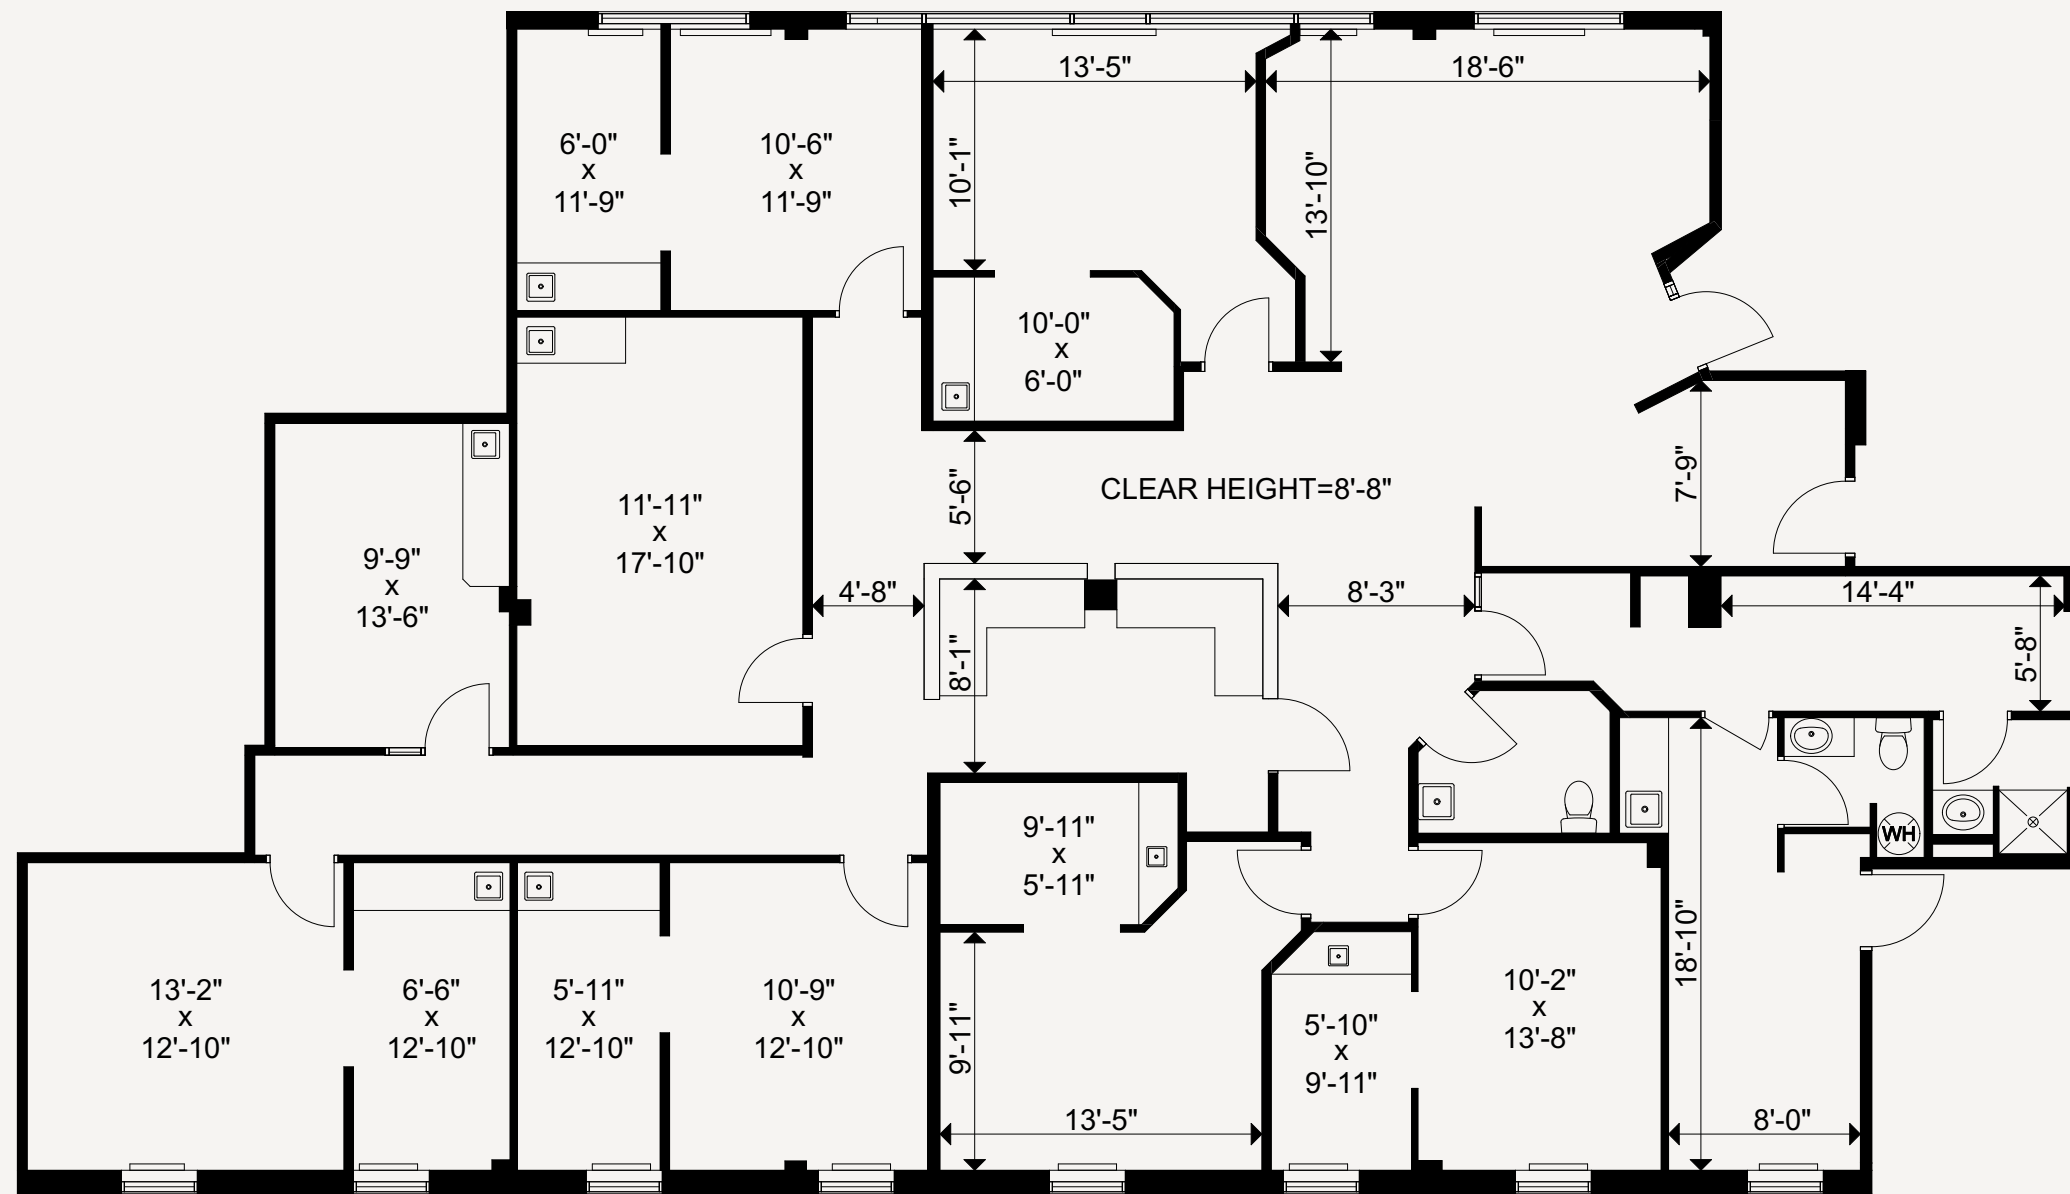 13'-5"
18'-6"
6'-0"
x
11'-9"
10'-6"
x
11'-9"
10'-1"
13'-10"
10'-0"
x
6'-0"
CLEAR HEIGHT=8'-8"
5'-6"
7'-9"
11'-11"
x
17'-10"
9'-9"
x
13'-6"
4'-8"
8'-3"
14'-4"
8'-1"
5'-8"
9'-11"
x
5'-11"
WH
18'-10"
13'-2"
x
12'-10"
6'-6"
x
12'-10"
5'-11"
x
12'-10"
10'-9"
x
12'-10"
9'-11"
13'-5"
5'-10"
x
9'-11"
10'-2"
x
13'-8"
8'-0"